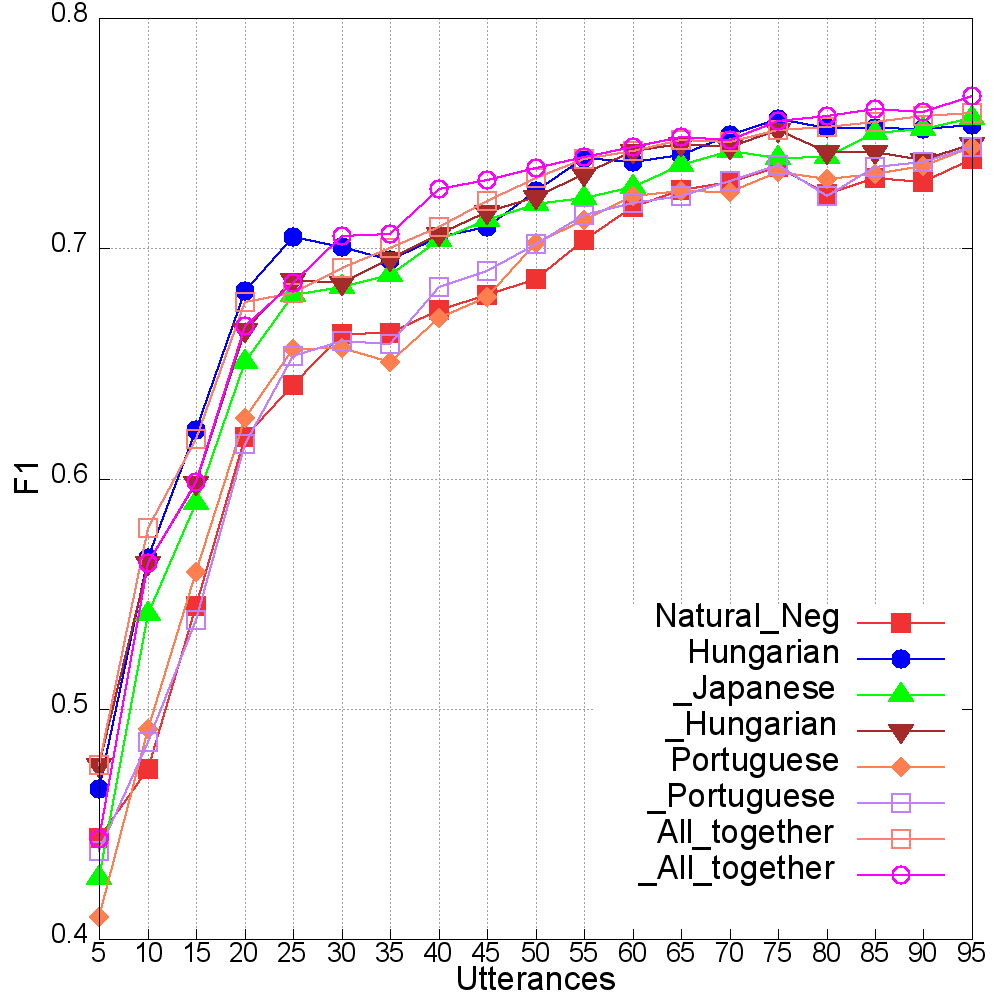 0.8
0.7
0.6
0.5
0.4
F1
Natural_Neg
Hungarian
_Japanese
_Hungarian
Portuguese
_Portuguese
All_together
_All_together
5 10 15 20 25 30 35 40 45 50 55 60 65 70 75 80 85 90 95
Utterances